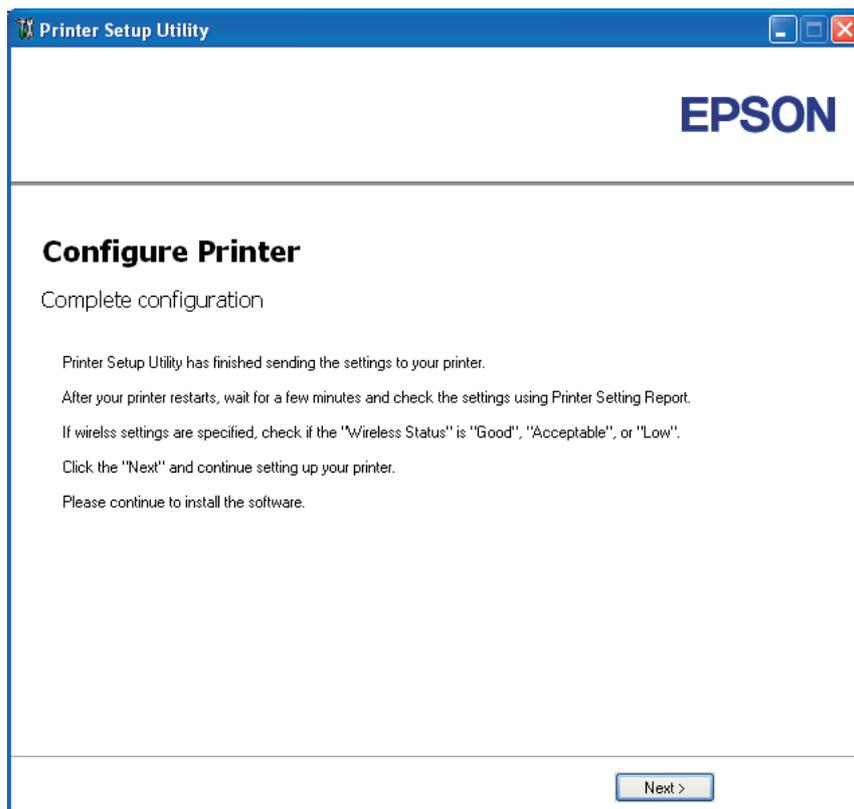 Printer Setup Utility
EPSON
Configure Printer
Complete configuration
Printer Setup Utility has finished sending the settings to your printer.
After your printer restarts, wait for a few minutes and check the settings using Printer Setting Report.
If wirelss settings are specified, check if the "Wireless Status" is "Good", "Acceptable", or "Low".
Click the "Next" and continue setting up your printer.
Please continue to install the software.
Next >